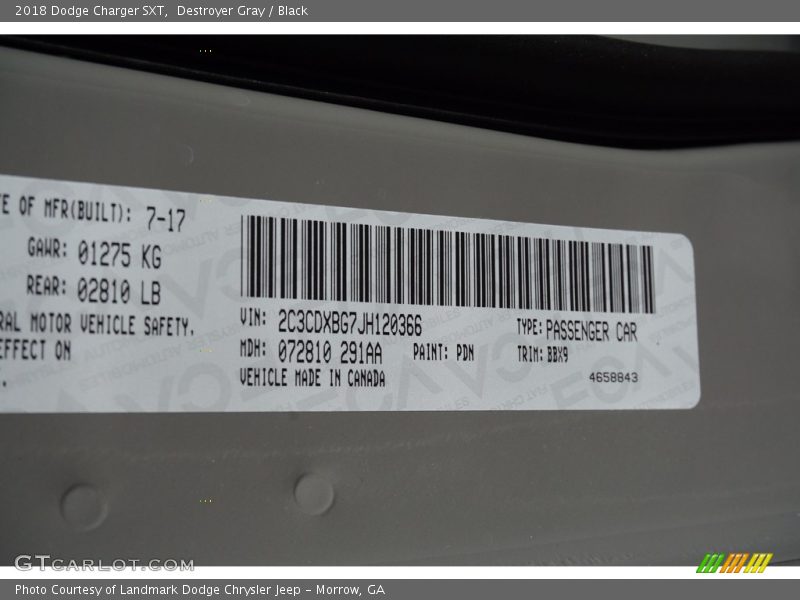 2018 Dodge Charger SXT, Destroyer Gray / Black
E OF MFR(BUILT): 7-17
GAWR: 01275 KG
REAR: 02810 LB
RAL MOTOR VEHICLE SAFETY.
EFFECT ON
VIN: 2C3CDXBG7JH120366
TYPE: PASSENGER CAR
MDH: 072810 291AA
PAINT: PDN
TRIM: BBX9
VEHICLE MADE IN CANADA
4658843
GTCARLOT.COM
Photo Courtesy of Landmark Dodge Chrysler Jeep – Morrow, GA